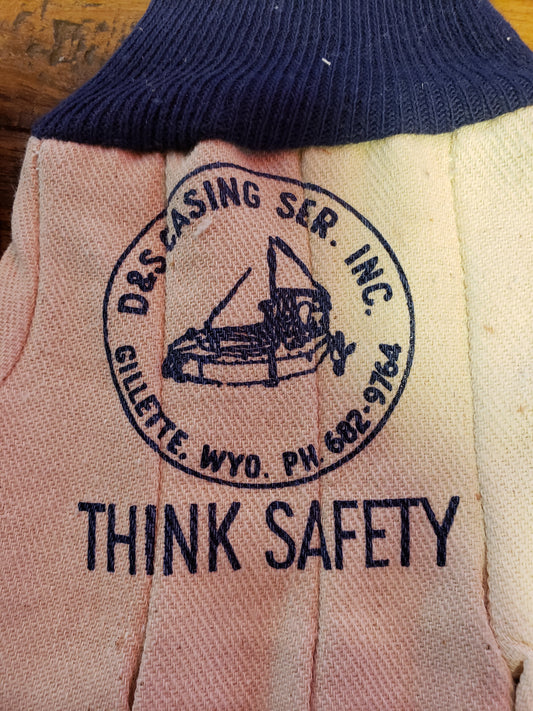 D&S CASING SER. INC.
GILLETTE, WYO. PH. 682-9764
THINK SAFETY